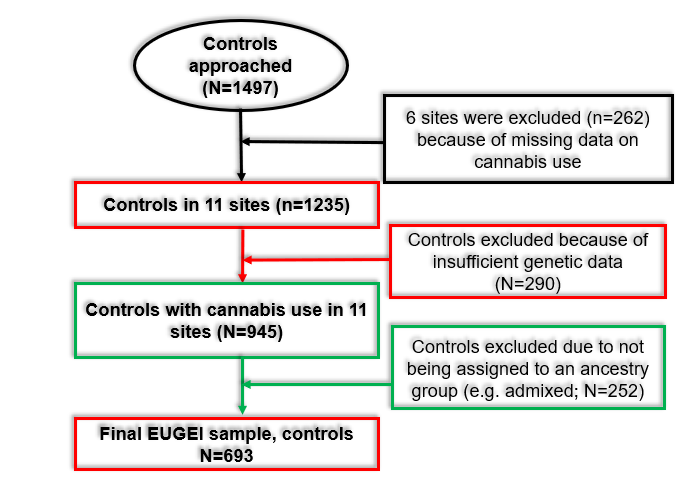 Controls
approached
(N=1497)
6 sites were excluded (n=262)
because of missing data on
cannabis use
Controls in 11 sites (n=1235)
Controls excluded because of
insufficient genetic data
(N=290)
Controls with cannabis use in 11
sites (N=945)
Controls excluded due to not
being assigned to an ancestry
group (e.g. admixed; N=252)
Final EUGEI sample, controls
N=693